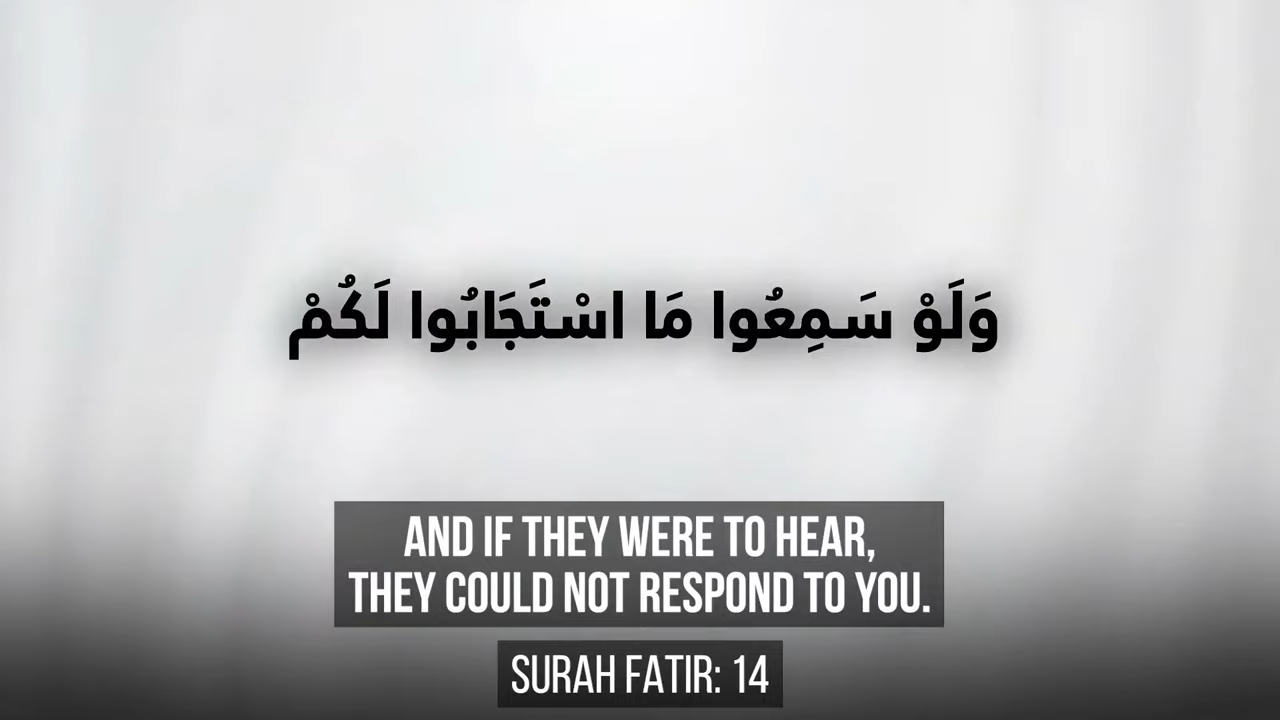 وَلَوْ سَمِعُوا مَا اسْتَجَابُوا لَكُمْ
AND IF THEY WERE TO HEAR,
THEY COULD NOT RESPOND TO YOU.
SURAH FATIR: 14